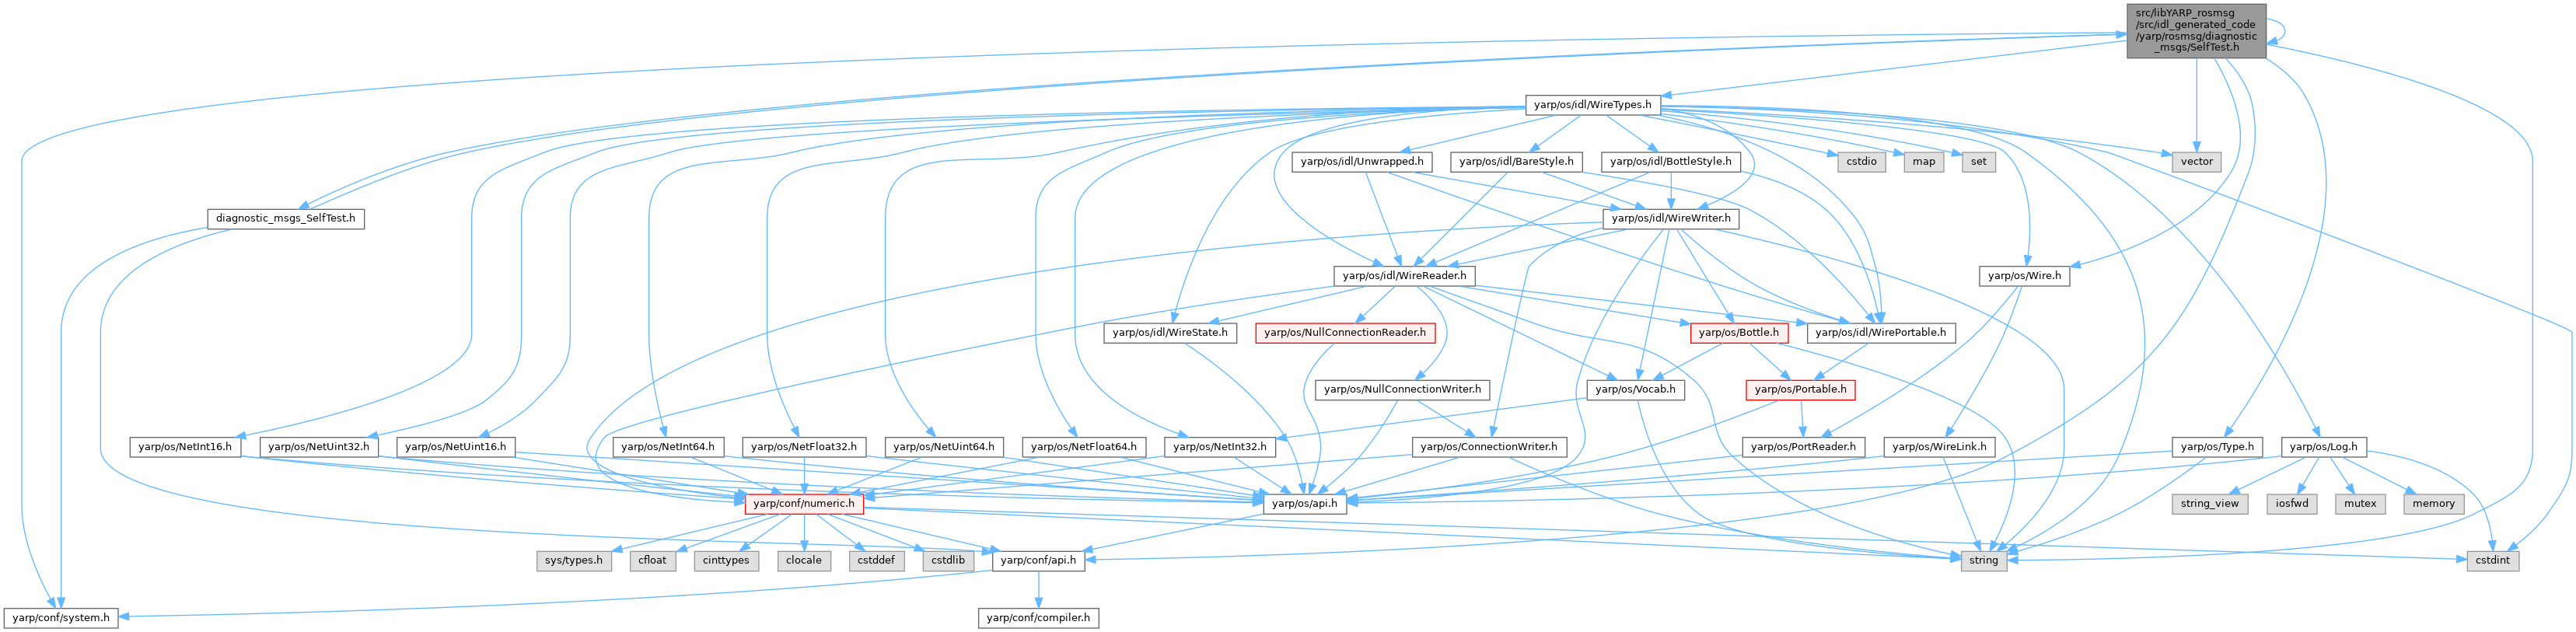 src/libYARP_rosmsg
/src/idl_generated_code
/yarp/rosmsg/diagnostic
_msgs/SelfTest.h
yarp/os/idl/WireTypes.h
yarp/os/idl/Unwrapped.h
yarp/os/idl/BareStyle.h
yarp/os/idl/BottleStyle.h
cstdio
map
set
vector
diagnostic_msgs_SelfTest.h
yarp/os/idl/WireWriter.h
yarp/os/idl/WireReader.h
yarp/os/Wire.h
yarp/os/idl/WireState.h
yarp/os/NullConnectionReader.h
yarp/os/Bottle.h
yarp/os/idl/WirePortable.h
yarp/os/NullConnectionWriter.h
yarp/os/Vocab.h
yarp/os/Portable.h
yarp/os/NetInt16.h
yarp/os/NetUint32.h
yarp/os/NetUint16.h
yarp/os/NetInt64.h
yarp/os/NetFloat32.h
yarp/os/NetUint64.h
yarp/os/NetFloat64.h
yarp/os/NetInt32.h
yarp/os/ConnectionWriter.h
yarp/os/PortReader.h
yarp/os/WireLink.h
yarp/os/Type.h
yarp/os/Log.h
yarp/conf/numeric.h
yarp/os/api.h
string_view
iosfwd
mutex
memory
sys/types.h
cfloat
cinttypes
clocale
cstddef
cstdlib
yarp/conf/api.h
string
cstdint
yarp/conf/system.h
yarp/conf/compiler.h